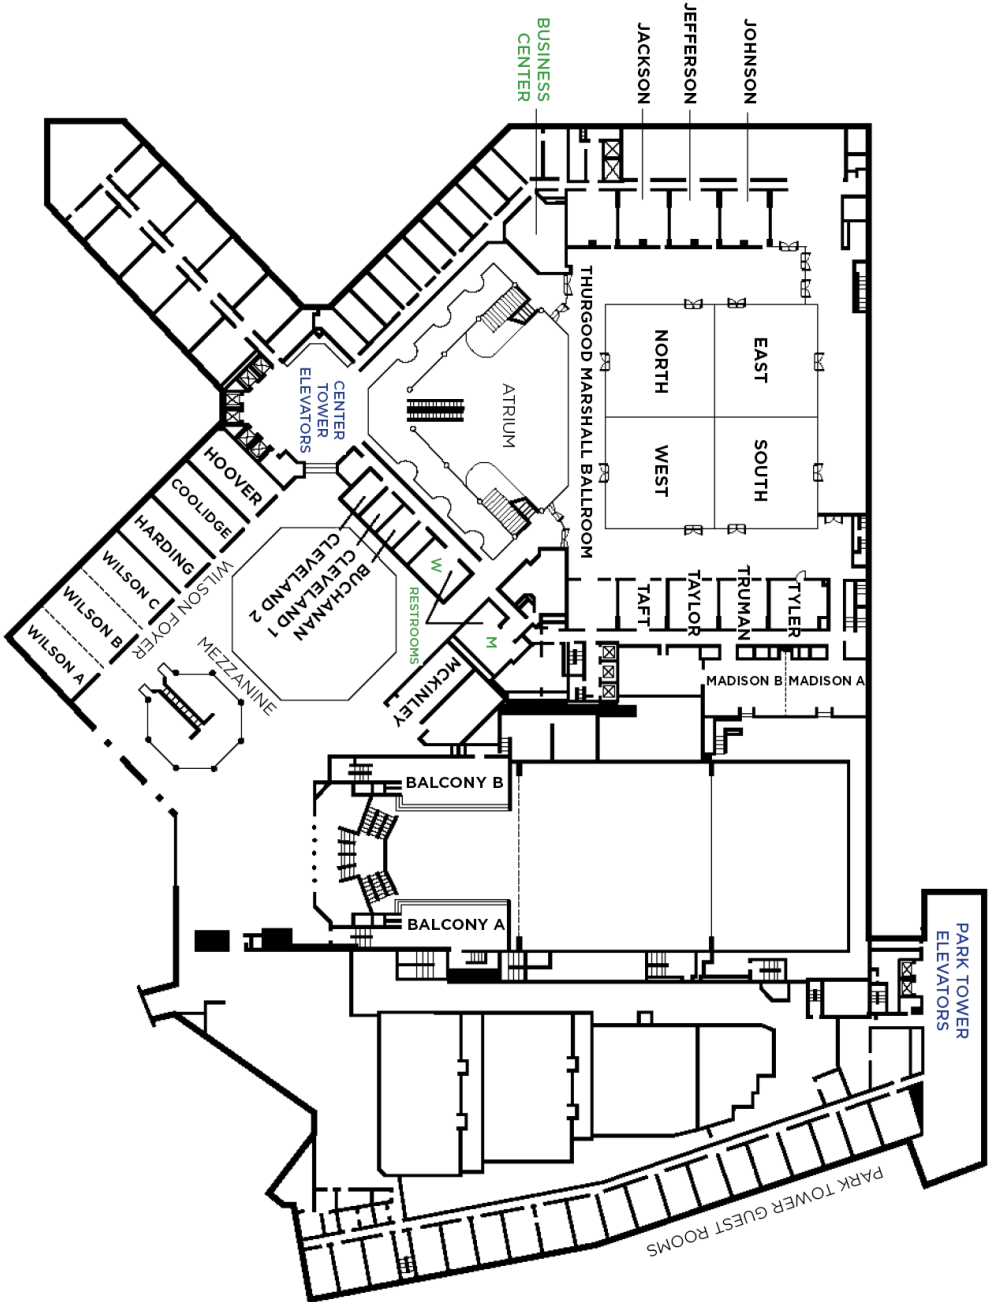 BUSINESS
CENTER
JACKSON
JEFFERSON
JOHNSON
THURGOOD MARSHALL BALLROOM
NORTH
EAST
WEST
SOUTH
ATRIUM
CENTER
TOWER
ELEVATORS
HOOVER
COOLIDGE
HARDING
WILSON C
WILSON B
WILSON A
WILSON FOYER
MEZZANINE
BUCHANAN
CLEVELAND 1
CLEVELAND 2
W
M
RESTROOMS
MCKINLEY
TAFT
TAYLOR
TRUMAN
TYLER
MADISON B
MADISON A
BALCONY B
BALCONY A
PARK TOWER
ELEVATORS
PARK TOWER GUEST ROOMS